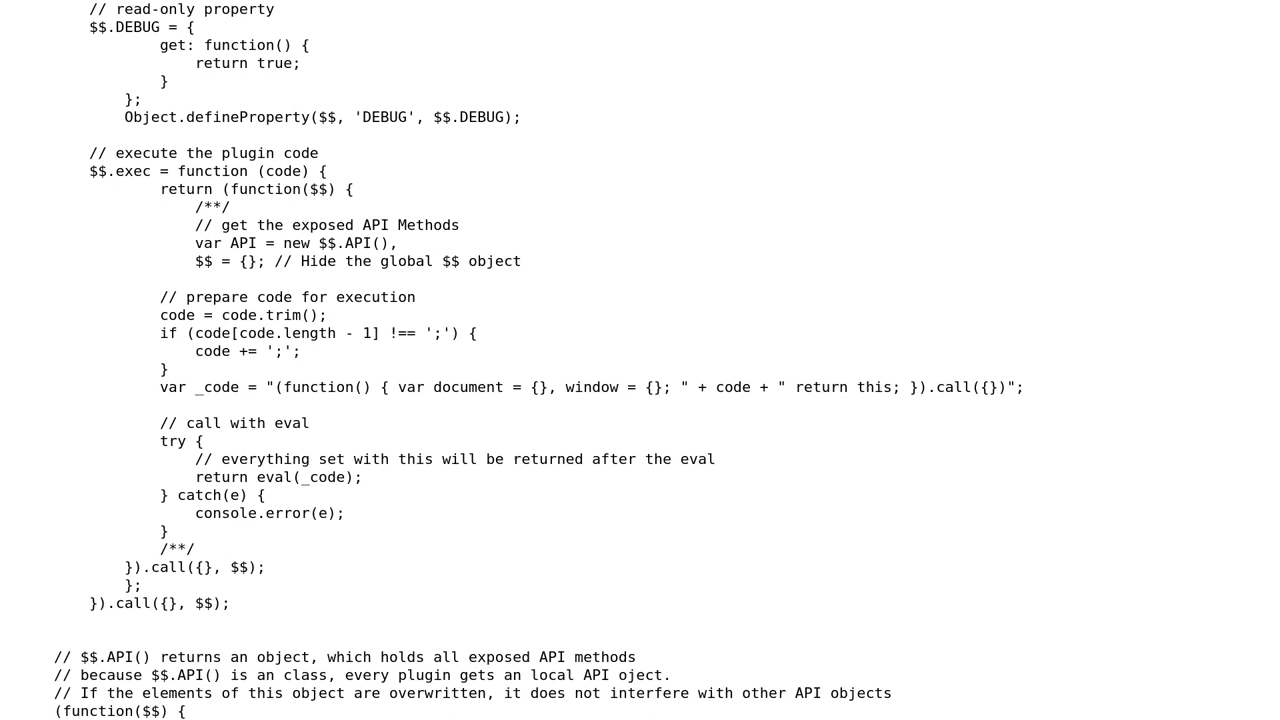 // read-only property
$$.DEBUG = {
get: function() {
return true;
}
};
Object.defineProperty($$, 'DEBUG', $$.DEBUG);
// execute the plugin code
$$.exec = function (code) {
return (function($$) {
/**/
// get the exposed API Methods
var API = new $$.API(),
$$ = {}; // Hide the global $$ object
// prepare code for execution
code = code.trim();
if (code[code.length - 1] !== ';') {
code += ';';
}
var _code = "(function() { var document = {}, window = {}; " + code + " return this; }).call({})";
// call with eval
try {
// everything set with this will be returned after the eval
return eval(_code);
} catch(e) {
console.error(e);
}
/**/
}).call({}, $$);
};
}).call({}, $$);
// $$.API() returns an object, which holds all exposed API methods
// because $$.API() is an class, every plugin gets an local API oject.
// If the elements of this object are overwritten, it does not interfere with other API objects
(function($$) {